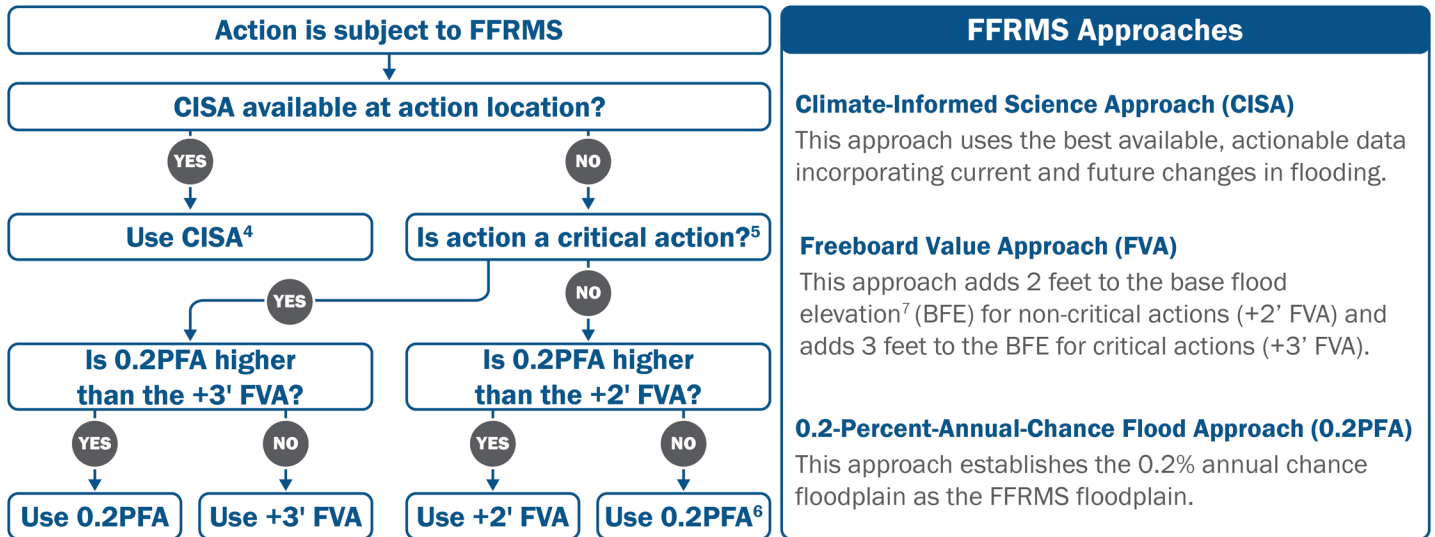 Action is subject to FFRMS
CISA available at action location?
YES
NO
Use CISA⁴
Is action a critical action?⁵
YES
NO
Is 0.2PFA higher
than the +3' FVA?
Is 0.2PFA higher
than the +2' FVA?
YES
NO
YES
NO
Use 0.2PFA
Use +3' FVA
Use +2' FVA
Use 0.2PFA⁶
FFRMS Approaches
Climate-Informed Science Approach (CISA)
This approach uses the best available, actionable data
incorporating current and future changes in flooding.
Freeboard Value Approach (FVA)
This approach adds 2 feet to the base flood
elevation⁷ (BFE) for non-critical actions (+2’ FVA) and
adds 3 feet to the BFE for critical actions (+3’ FVA).
0.2-Percent-Annual-Chance Flood Approach (0.2PFA)
This approach establishes the 0.2% annual chance
floodplain as the FFRMS floodplain.